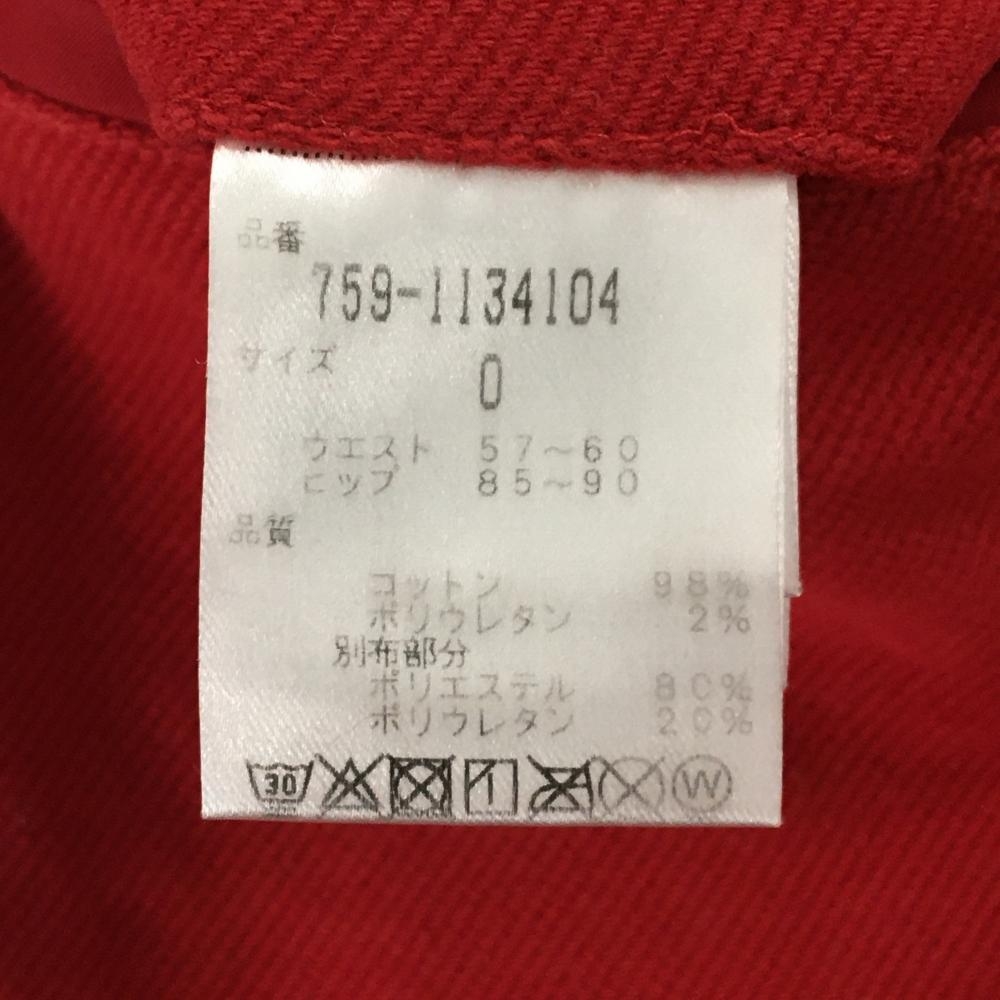 品番
759-1134104
サイズ 0
ウエスト 57~60
ヒップ 85~90
品質
コットン 98%
ポリウレタン 2%
別布部分
ポリエステル 80%
ポリウレタン 20%
30 W